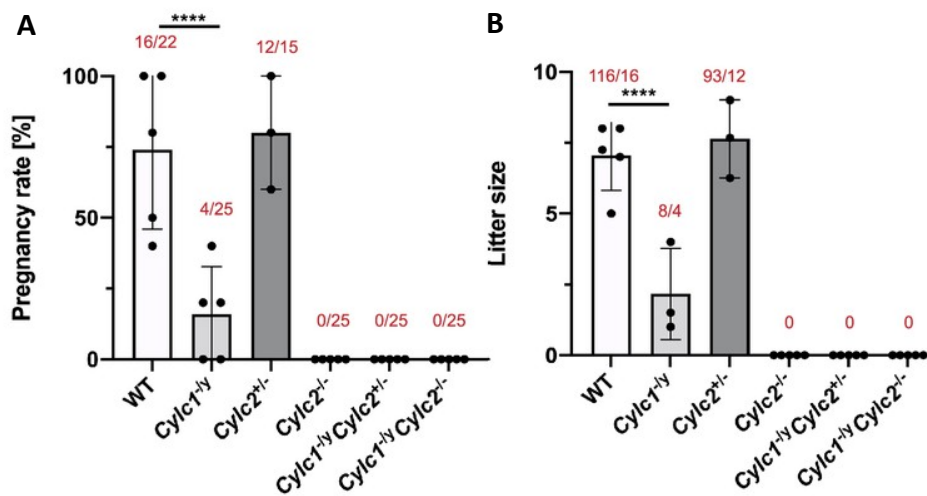 A
****
16/22
12/15
4/25
0/25
0/25
0/25
Pregnancy rate [%]
100
50
0
WT
Cylc1-/y
Cylc2+/-
Cylc2-/-
Cylc1-/y Cylc2+/-
Cylc1-/y Cylc2-/-
B
116/16
93/12
****
8/4
0
0
0
Litter size
10
5
0
WT
Cylc1-/y
Cylc2+/-
Cylc2-/-
Cylc1-/y Cylc2+/-
Cylc1-/y Cylc2-/-